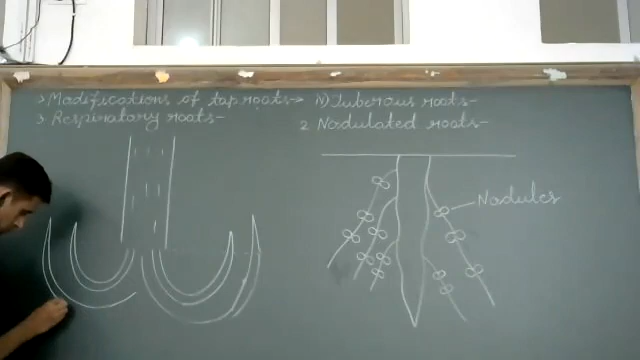 > Modifications of tap roots→ 1) Tuberous roots-
3 Respiratory roots-
2 Nodulated roots-
Nodules